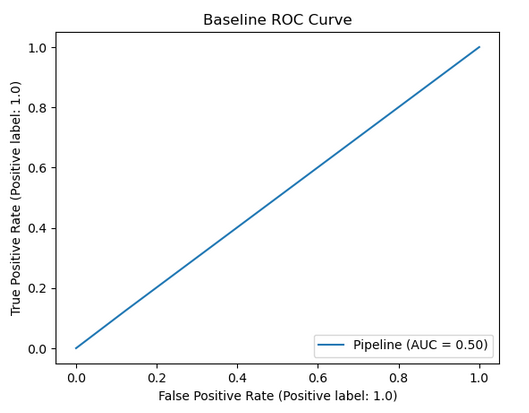 Baseline ROC Curve
True Positive Rate (Positive label: 1.0)
1.0
0.8
0.6
0.4
0.2
0.0
Pipeline (AUC = 0.50)
0.0 0.2 0.4 0.6 0.8 1.0
False Positive Rate (Positive label: 1.0)